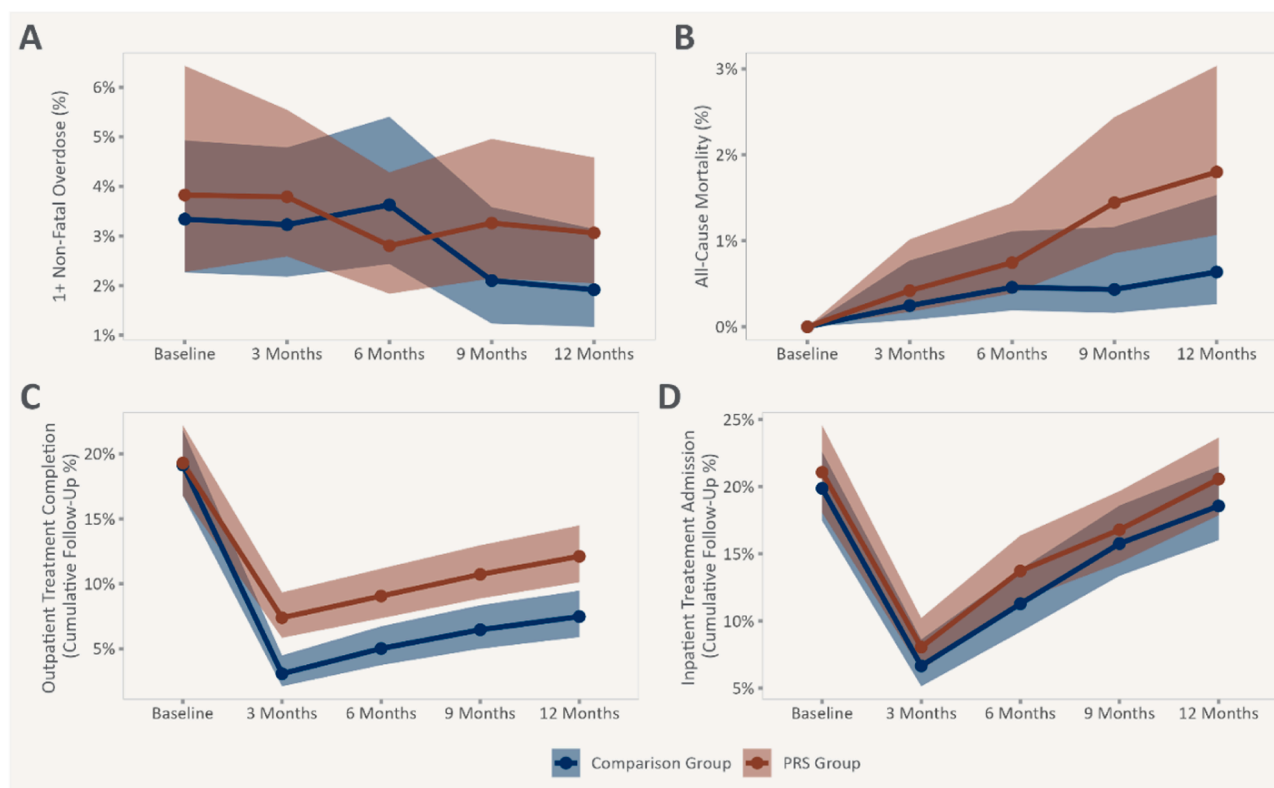 A
1+ Non-Fatal Overdose (%)
6%
5%
4%
3%
2%
1%
Baseline 3 Months 6 Months 9 Months 12 Months
B
All-Cause Mortality (%)
3%
2%
1%
0%
Baseline 3 Months 6 Months 9 Months 12 Months
C
Outpatient Treatment Completion
(Cumulative Follow-Up %)
20%
15%
10%
5%
Baseline 3 Months 6 Months 9 Months 12 Months
D
Inpatient Treatement Admission
(Cumulative Follow-Up %)
25%
20%
15%
10%
5%
Baseline 3 Months 6 Months 9 Months 12 Months
Comparison Group PRS Group